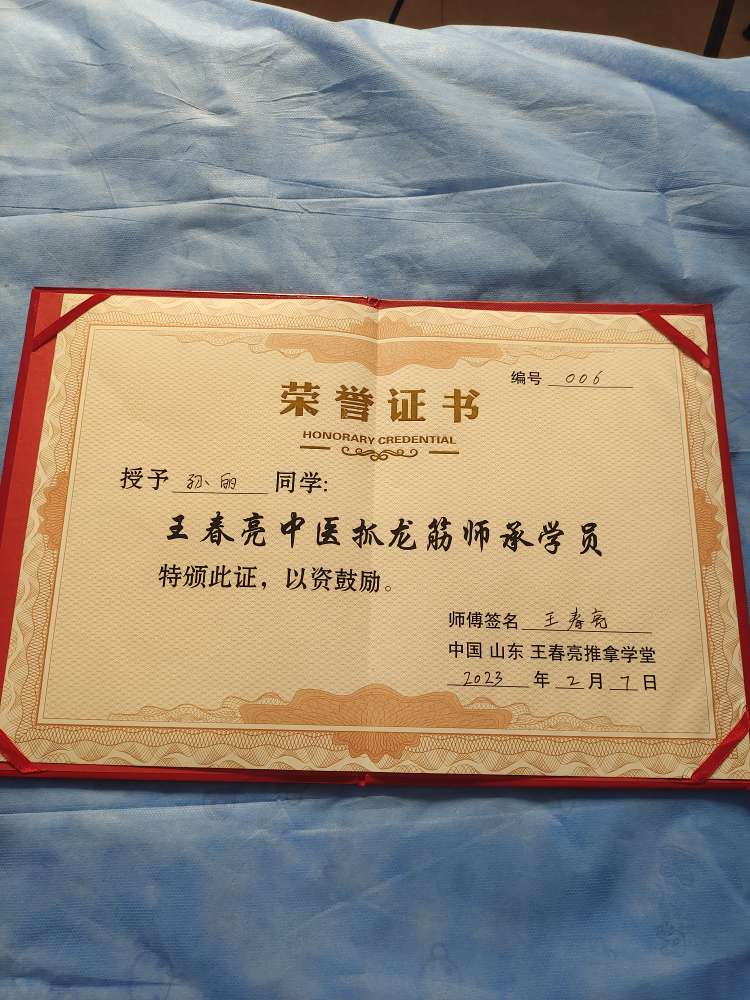 编号 006
荣誉证书
HONORARY CREDENTIAL
授予 孙丽 同学：
王春亮中医抓龙筋师承学员
特颁此证，以资鼓励。
师傅签名 王春亮
中国 山东 王春亮推拿学堂
2023 年 2 月 7 日